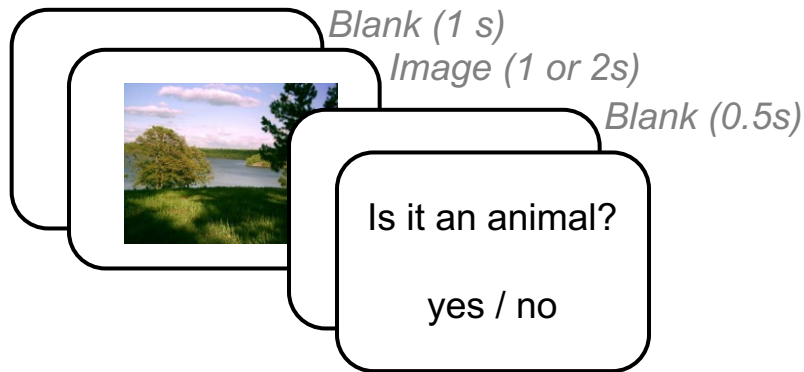 Blank (1 s)
Image (1 or 2s)
Blank (0.5s)
Is it an animal?
yes / no